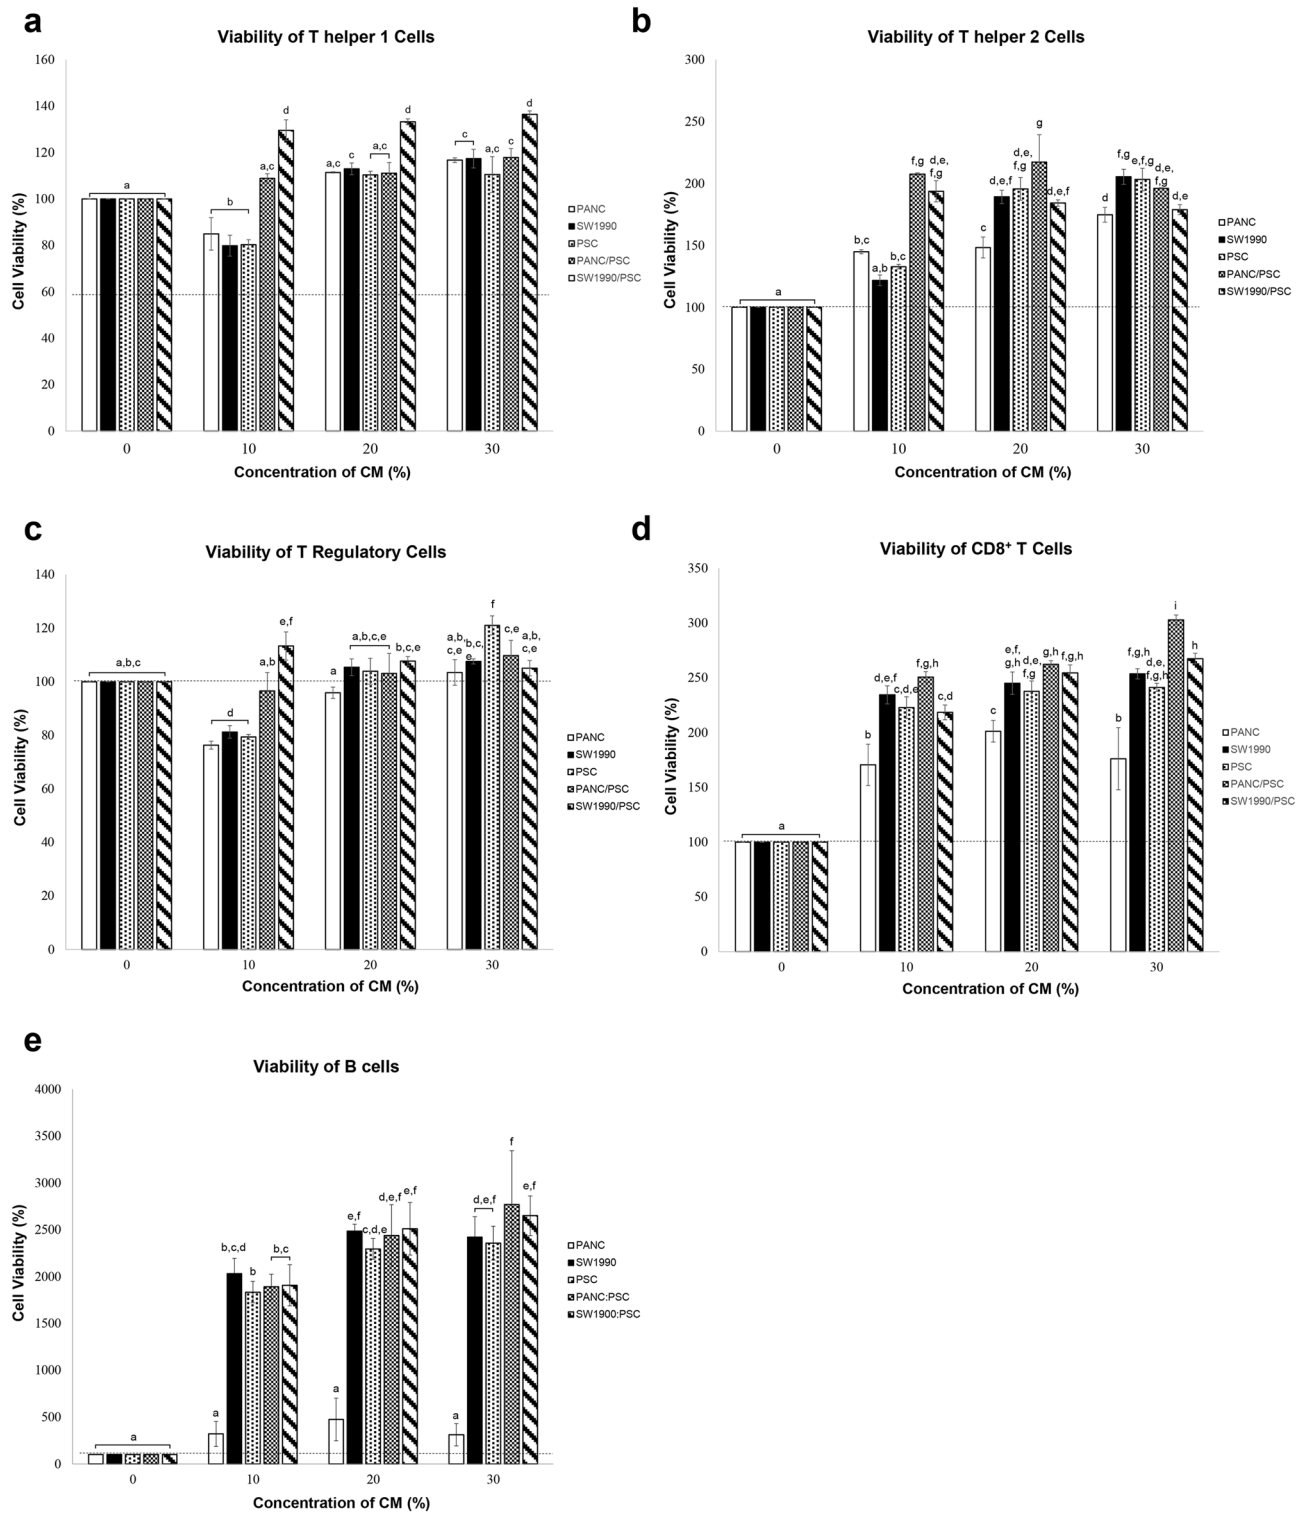 a
Viability of T helper 1 Cells
160
140
120
100
80
60
40
20
0
Cell Viability (%)
a
b
a,c
d
a,c
c
a,c
d
c
a,c
c
d
0
10
20
30
Concentration of CM (%)
PANC
SW1990
PSC
PANC/PSC
SW1990/PSC
b
Viability of T helper 2 Cells
300
250
200
150
100
50
0
Cell Viability (%)
a
b,c
a,b
b,c
f,g
d,e,
f,g
c
d,e,f
d,e,
f,g
g
d,e,f
d
f,g
e,f,g
d,e,
f,g
d,e
0
10
20
30
Concentration of CM (%)
PANC
SW1990
PSC
PANC/PSC
SW1990/PSC
c
Viability of T Regulatory Cells
140
120
100
80
60
40
20
0
Cell Viability (%)
a,b,c
d
a,b
e,f
a
a,b,c,e
b,c,e
a,b,
c,e
b,c,
e
f
c,e
a,b,
c,e
0
10
20
30
Concentration of CM (%)
PANC
SW1990
PSC
PANC/PSC
SW1990/PSC
d
Viability of CD8⁺ T Cells
350
300
250
200
150
100
50
0
Cell Viability (%)
a
b
d,e,f
c,d,e
f,g,h
c,d
c
e,f,
g,h
d,e,
f,g
g,h
f,g,h
b
f,g,h
d,e,
f,g,h
i
h
0
10
20
30
Concentration of CM (%)
PANC
SW1990
PSC
PANC/PSC
SW1990/PSC
e
Viability of B cells
4000
3500
3000
2500
2000
1500
1000
500
0
Cell Viability (%)
a
a
b,c,d
b
b,c
a
e,f
c,d,e
d,e,f
e,f
a
d,e,f
f
e,f
0
10
20
30
Concentration of CM (%)
PANC
SW1990
PSC
PANC:PSC
SW1900:PSC